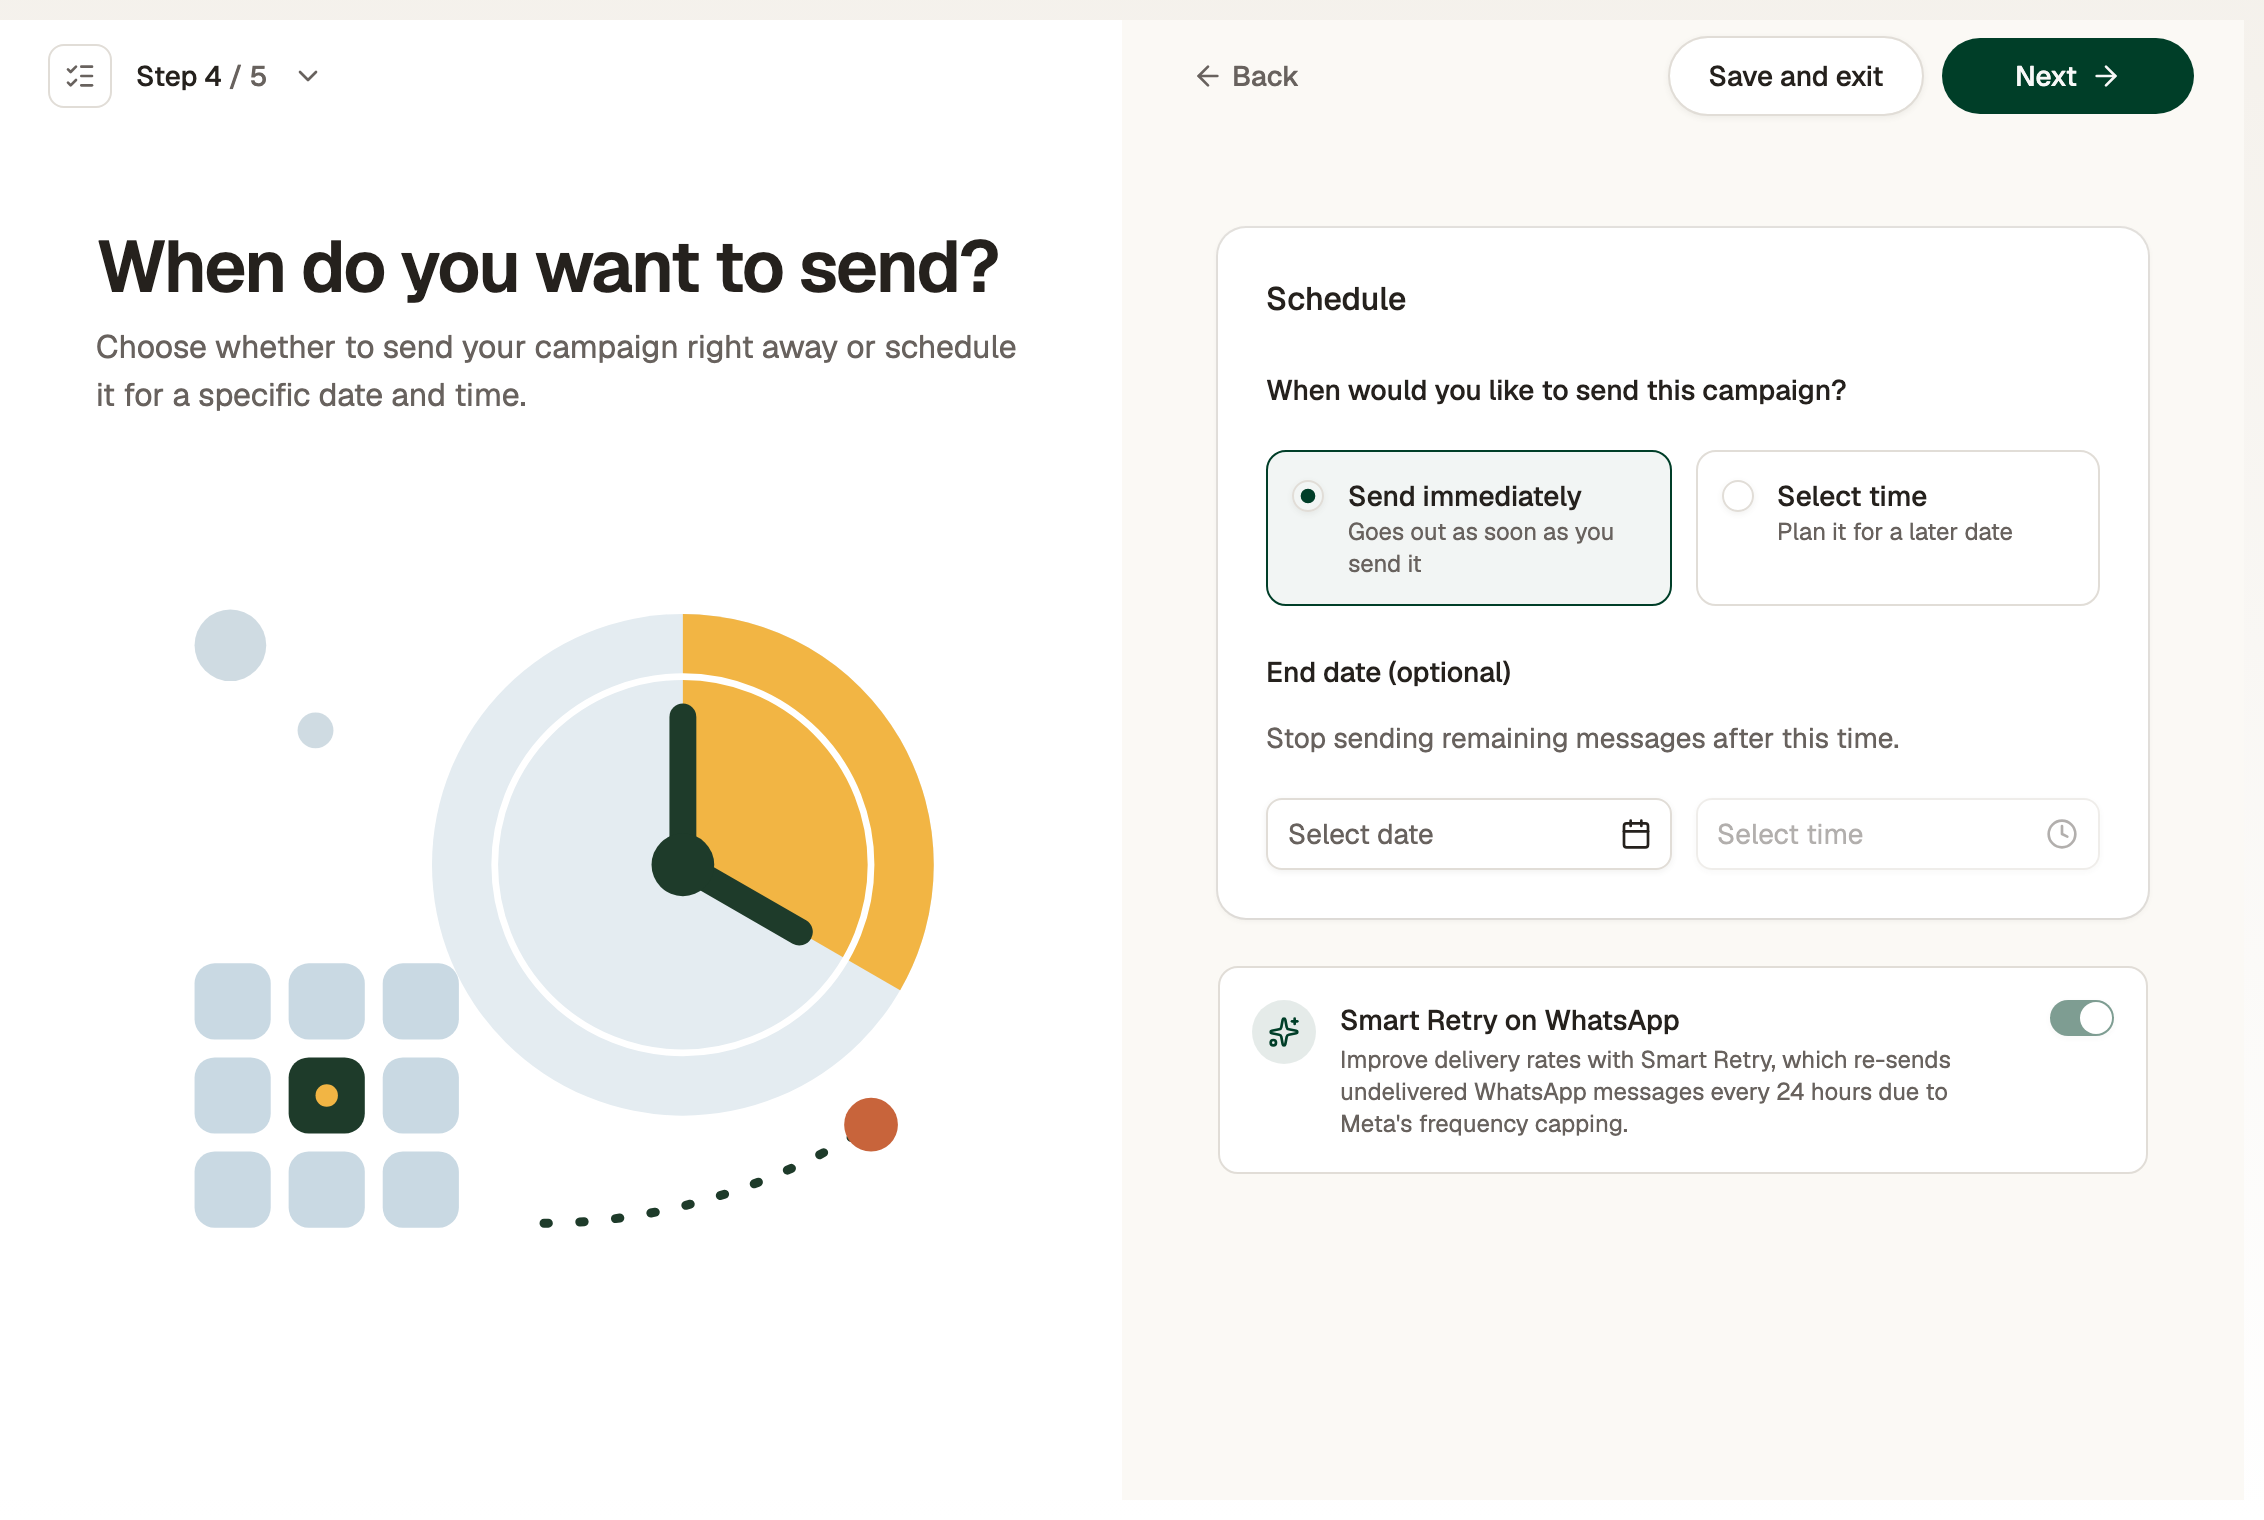 Step 4 / 5
Back
Save and exit
Next
When do you want to send?
Choose whether to send your campaign right away or schedule
it for a specific date and time.
Schedule
When would you like to send this campaign?
Send immediately
Goes out as soon as you
send it
Select time
Plan it for a later date
End date (optional)
Stop sending remaining messages after this time.
Select date
Select time
Smart Retry on WhatsApp
Improve delivery rates with Smart Retry, which re-sends
undelivered WhatsApp messages every 24 hours due to
Meta's frequency capping.